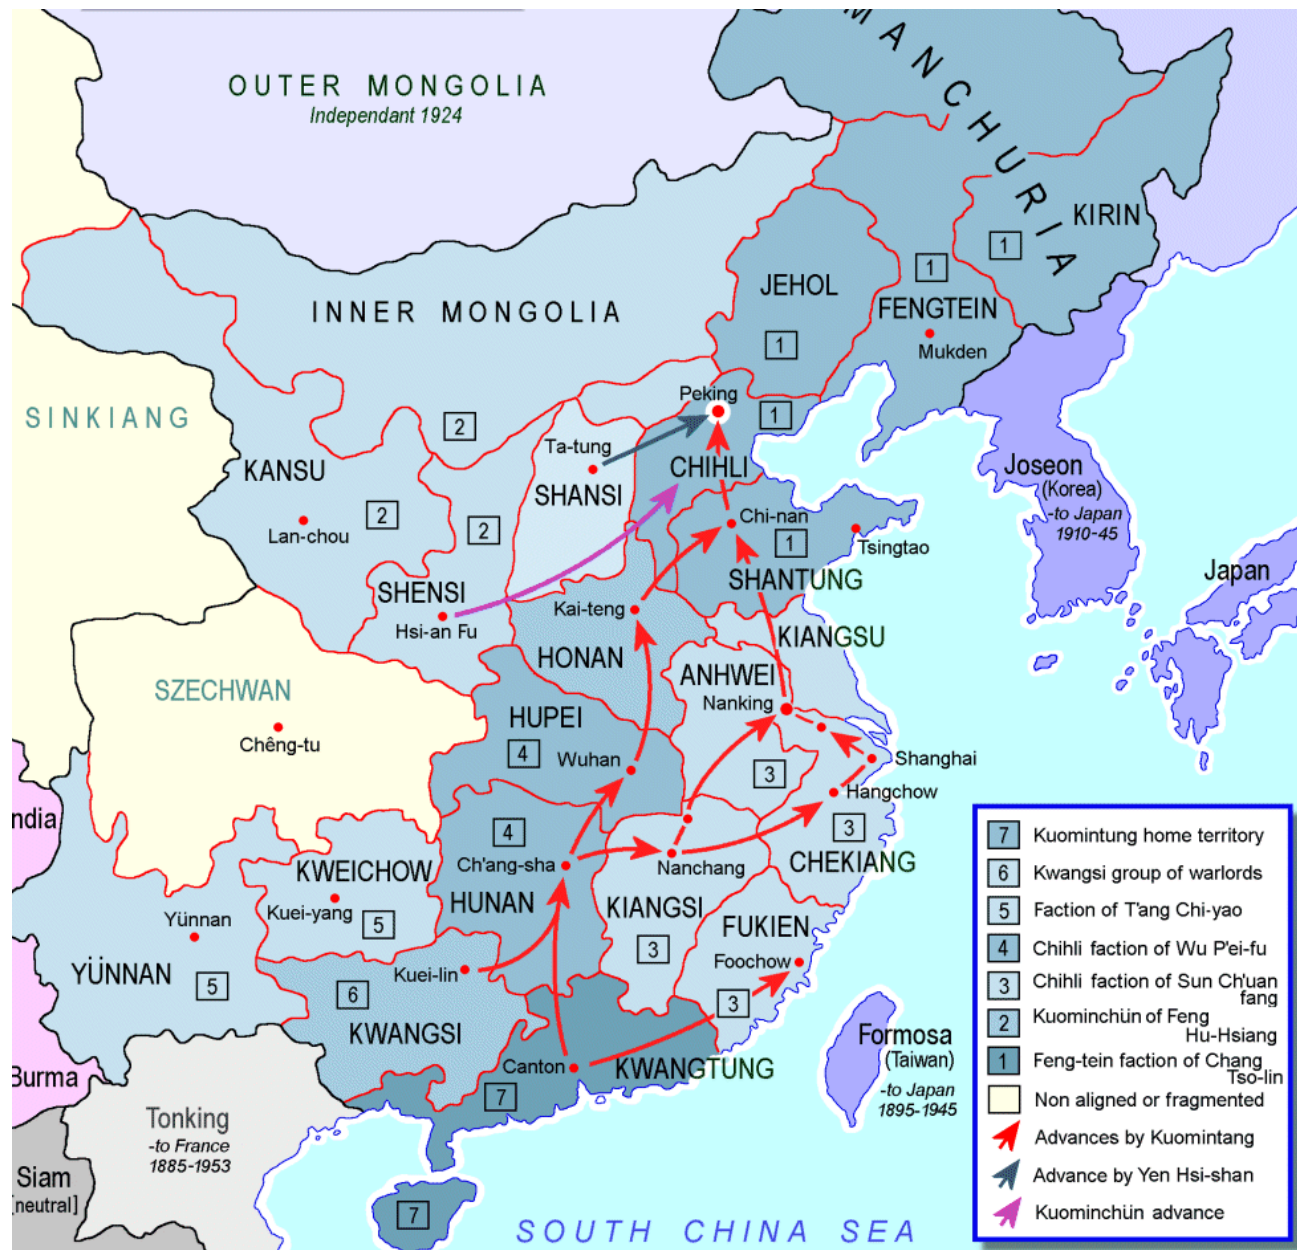 OUTER MONGOLIA
Independant 1924
MANCHURIA
KIRIN
1
1
JEHOL
FENGTEIN
1
Mukden
INNER MONGOLIA
SINKIANG
Peking
1
2
Ta-tung
CHIHLI
KANSU
SHANSI
Joseon
(Korea)
-to Japan
1910-45
2
Lan-chou
2
Chi-nan
1
Tsingtao
SHANTUNG
Japan
SHENSI
Hsi-an Fu
Kai-teng
HONAN
KIANGSU
ANHWEI
Nanking
SZECHWAN
Chêng-tu
HUPEI
4
Wuhan
Shanghai
3
Hangchow
ndia
4
3
CHEKIANG
Ch'ang-sha
Nanchang
KWEICHOW
Kuei-yang
5
HUNAN
KIANGSI
3
FUKIEN
Foochow
3
Yünnan
YÜNNAN
5
Kuei-lin
6
KWANGSI
Canton
KWANGTUNG
7
Formosa
(Taiwan)
-to Japan
1895-1945
Burma
Tonking
-to France
1885-1953
Siam
[neutral]
7
SOUTH CHINA SEA
7 Kuomintung home territory
6 Kwangsi group of warlords
5 Faction of T'ang Chi-yao
4 Chihli faction of Wu P'ei-fu
3 Chihli faction of Sun Ch'uan
fang
2 Kuominchün of Feng
Hu-Hsiang
1 Feng-tein faction of Chang
Tso-lin
Non aligned or fragmented
Advances by Kuomintang
Advance by Yen Hsi-shan
Kuominchün advance